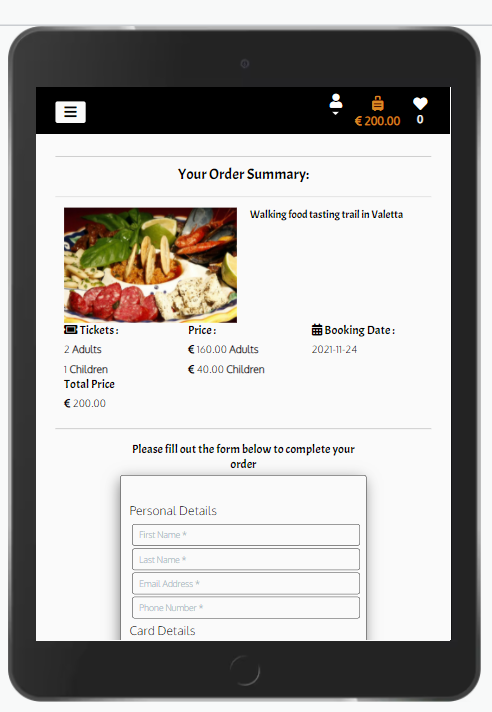 € 200.00
0
Your Order Summary:
Walking food tasting trail in Valetta
Tickets :
Price :
Booking Date :
2 Adults
€ 160.00 Adults
2021-11-24
1 Children
€ 40.00 Children
Total Price
€ 200.00
Please fill out the form below to complete your
order
Personal Details
First Name *
Last Name *
Email Address *
Phone Number *
Card Details